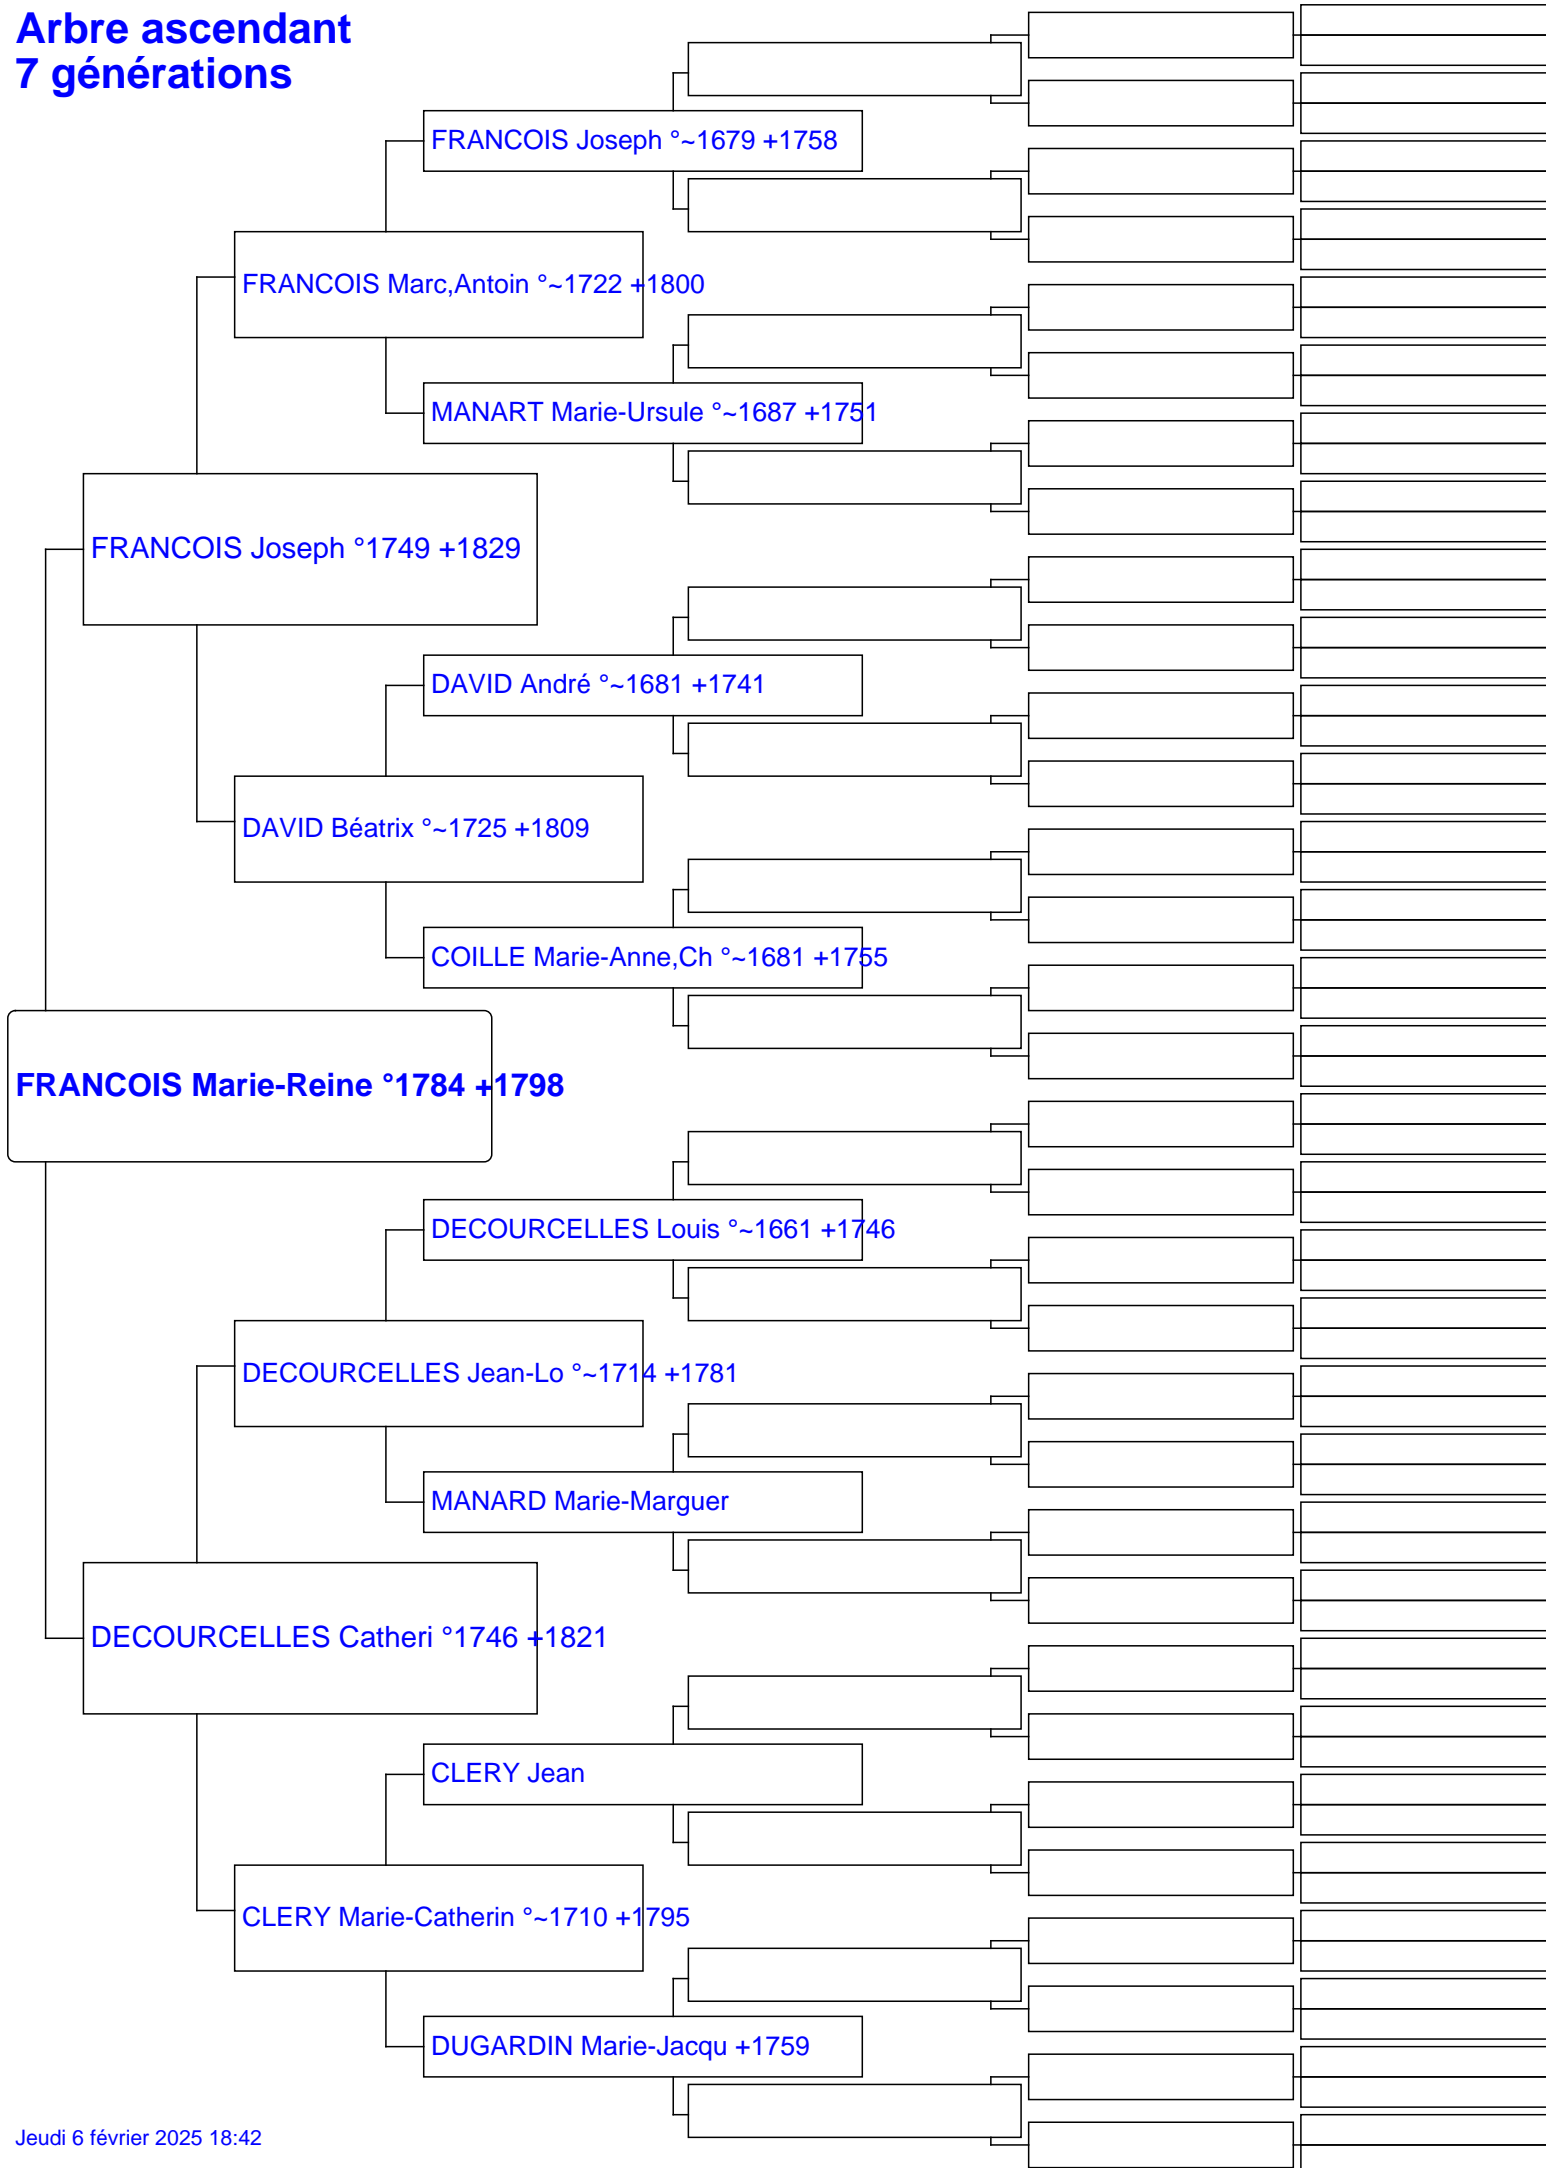 Arbre ascendant
7 générations
FRANCOIS Joseph °~1679 +1758
FRANCOIS Marc,Antoin °~1722 +1800
MANART Marie-Ursule °~1687 +1751
FRANCOIS Joseph °1749 +1829
DAVID André °~1681 +1741
DAVID Béatrix °~1725 +1809
COILLE Marie-Anne,Ch °~1681 +1755
FRANCOIS Marie-Reine °1784 +1798
DECOURCELLES Louis °~1661 +1746
DECOURCELLES Jean-Lo °~1714 +1781
MANARD Marie-Marguer
DECOURCELLES Catheri °1746 +1821
CLERY Jean
CLERY Marie-Catherin °~1710 +1795
DUGARDIN Marie-Jacqu +1759
Jeudi 6 février 2025 18:42